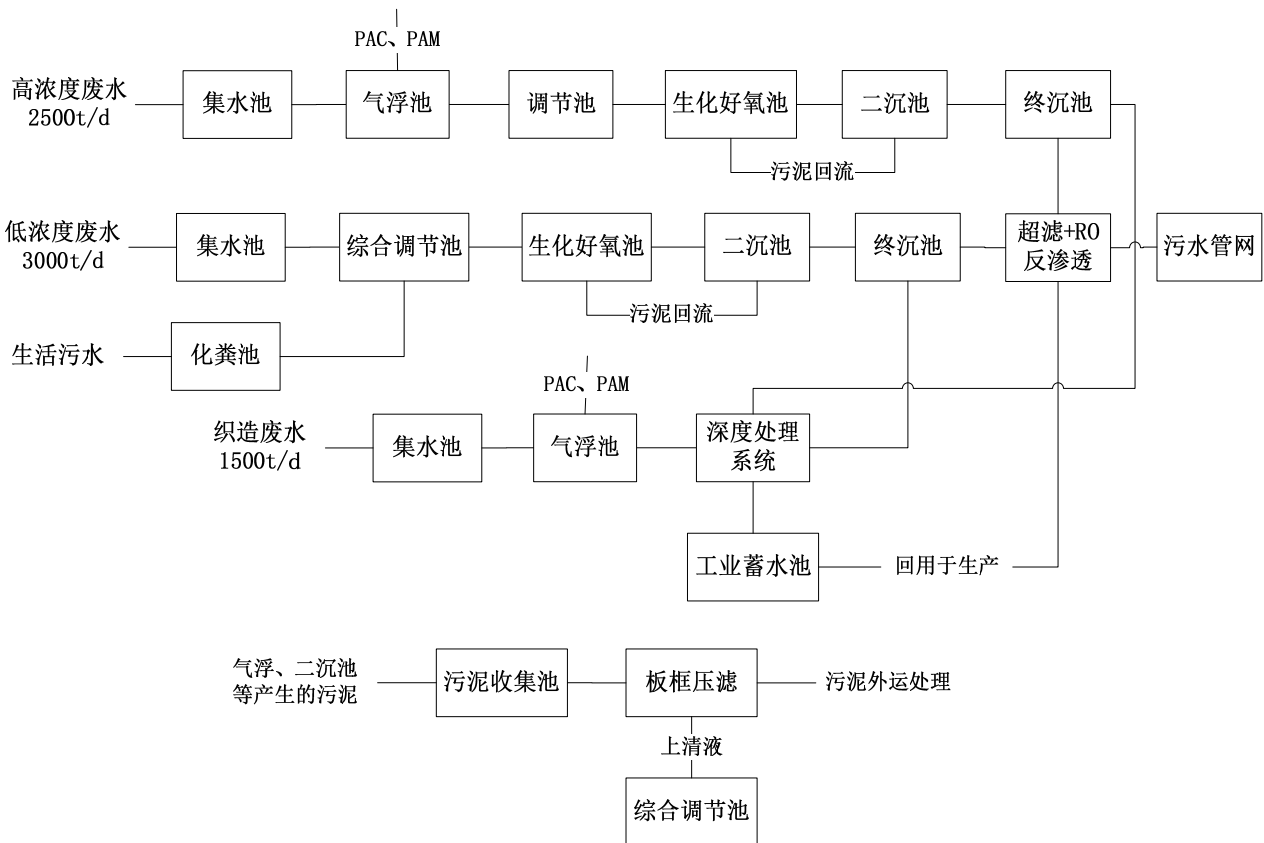 PAC、PAM
高浓度废水
2500t/d
集水池
气浮池
调节池
生化好氧池
二沉池
终沉池
污泥回流
低浓度废水
3000t/d
集水池
综合调节池
生化好氧池
二沉池
终沉池
超滤+RO
反渗透
污水管网
污泥回流
生活污水
化粪池
PAC、PAM
织造废水
1500t/d
集水池
气浮池
深度处理
系统
工业蓄水池
回用于生产
气浮、二沉池
等产生的污泥
污泥收集池
板框压滤
污泥外运处理
上清液
综合调节池